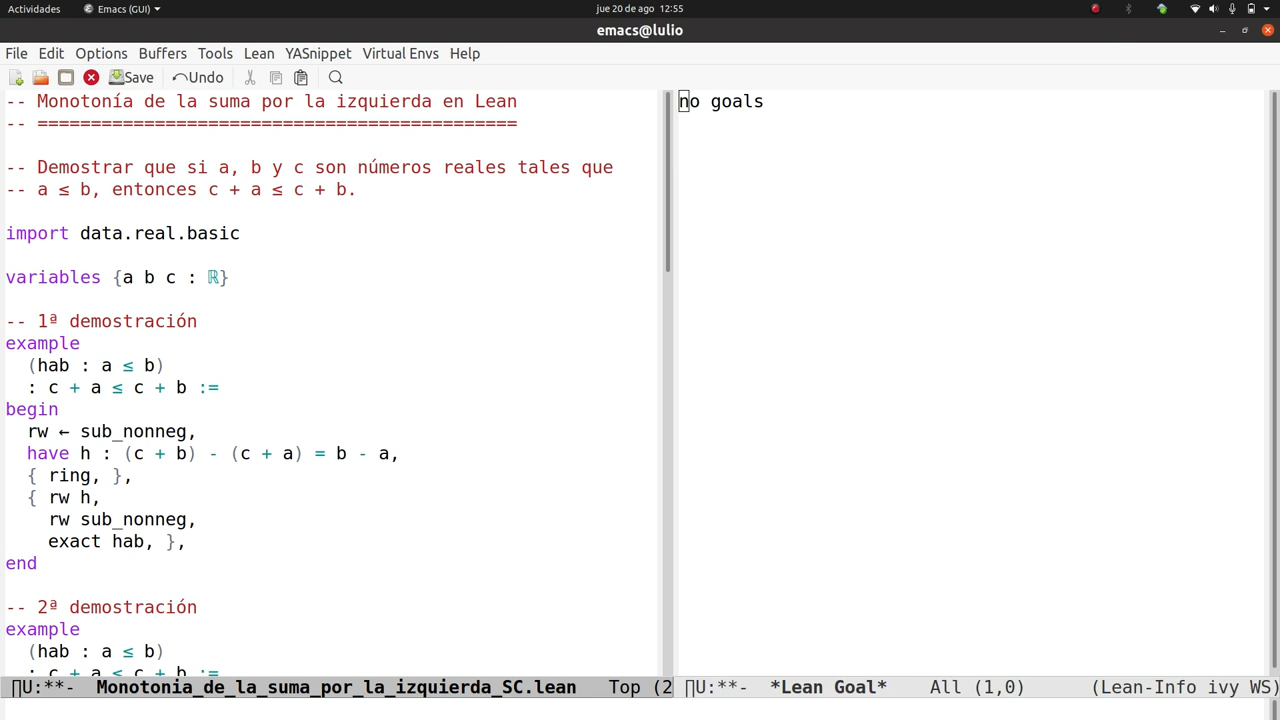 Actividades Emacs (GUI) jue 20 de ago 12:55
emacs@lulio
File Edit Options Buffers Tools Lean YASnippet Virtual Envs Help
Save Undo
-- Monotonía de la suma por la izquierda en Lean
-- =============================================
-- Demostrar que si a, b y c son números reales tales que
-- a ≤ b, entonces c + a ≤ c + b.
import data.real.basic
variables {a b c : ℝ}
-- 1ª demostración
example
(hab : a ≤ b)
: c + a ≤ c + b :=
begin
rw ← sub_nonneg,
have h : (c + b) - (c + a) = b - a,
{ ring, },
{ rw h,
rw sub_nonneg,
exact hab, },
end
-- 2ª demostración
example
(hab : a ≤ b)
: c + a ≤ c + b :=
∏U:**- Monotonia_de_la_suma_por_la_izquierda_SC.lean Top (2
no goals
∏U:**- *Lean Goal* All (1,0) (Lean-Info ivy WS)